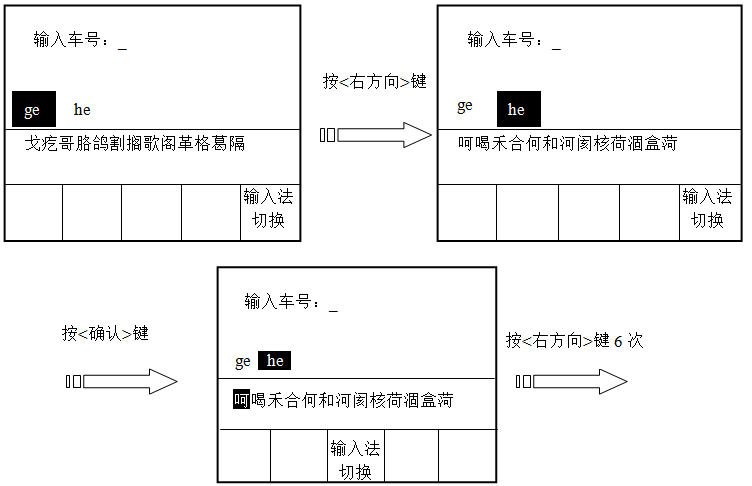 输入车号：_
ge he
戈疙哥胳鸽割搁歌阁革格葛隔
输入法
切换
按<右方向>键
输入车号：_
ge he
呵喝禾合何和河阂核荷涸盒菏
输入法
切换
按<确认>键
输入车号：_
ge he
呵喝禾合何和河阂核荷涸盒菏
输入法
切换
按<右方向>键 6 次